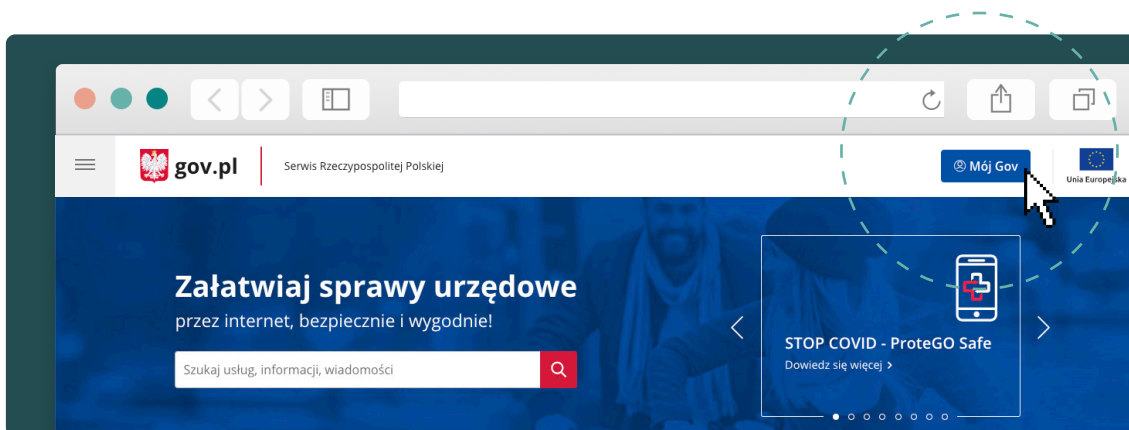 gov.pl
Serwis Rzeczypospolitej Polskiej
Mój Gov
Unia Europejska
Załatwiaj sprawy urzędowe
przez internet, bezpiecznie i wygodnie!
Szukaj usług, informacji, wiadomości
STOP COVID - ProteGO Safe
Dowiedz się więcej >